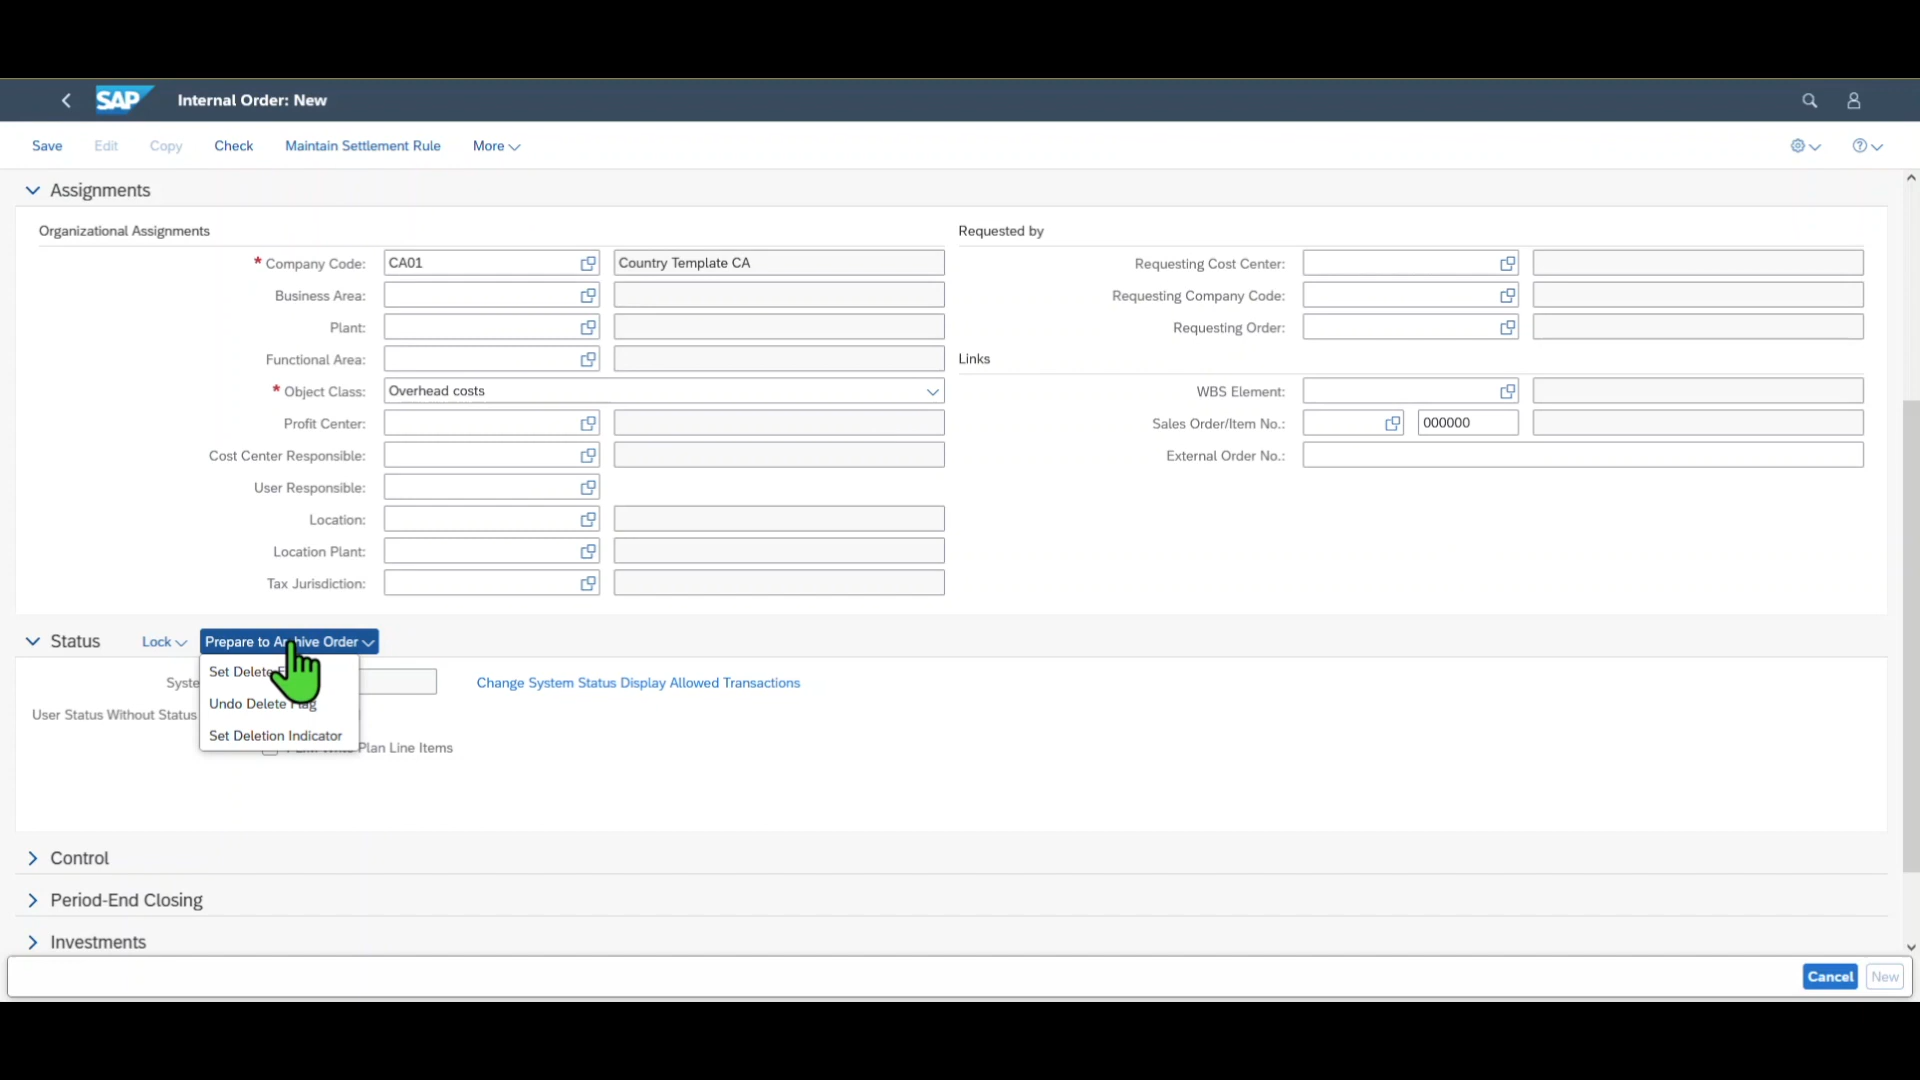 SAP Internal Order: New
Save Edit Copy Check Maintain Settlement Rule More
Assignments
Organizational Assignments
* Company Code: CA01 Country Template CA
Business Area:
Plant:
Functional Area:
* Object Class: Overhead costs
Profit Center:
Cost Center Responsible:
User Responsible:
Location:
Location Plant:
Tax Jurisdiction:
Requested by
Requesting Cost Center:
Requesting Company Code:
Requesting Order:
Links
WBS Element:
Sales Order/Item No.: 000000
External Order No.:
Status Lock Prepare to Archive Order
Set Delete
Undo Delete Flag
Set Deletion Indicator
Change System Status Display Allowed Transactions
User Status Without Status
Plan Line Items
Control
Period-End Closing
Investments
Cancel New